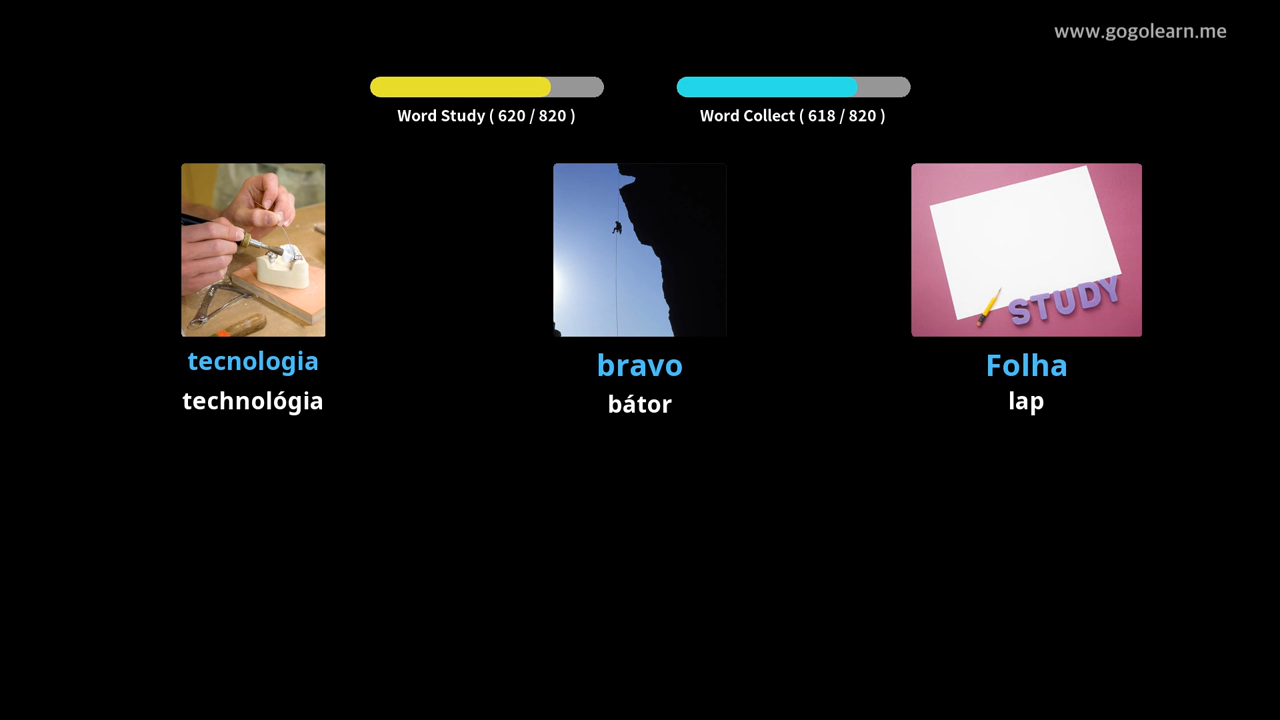 www.gogolearn.me
Word Study ( 620 / 820 )
Word Collect ( 618 / 820 )
STUDY
tecnologia
technológia
bravo
bátor
Folha
lap